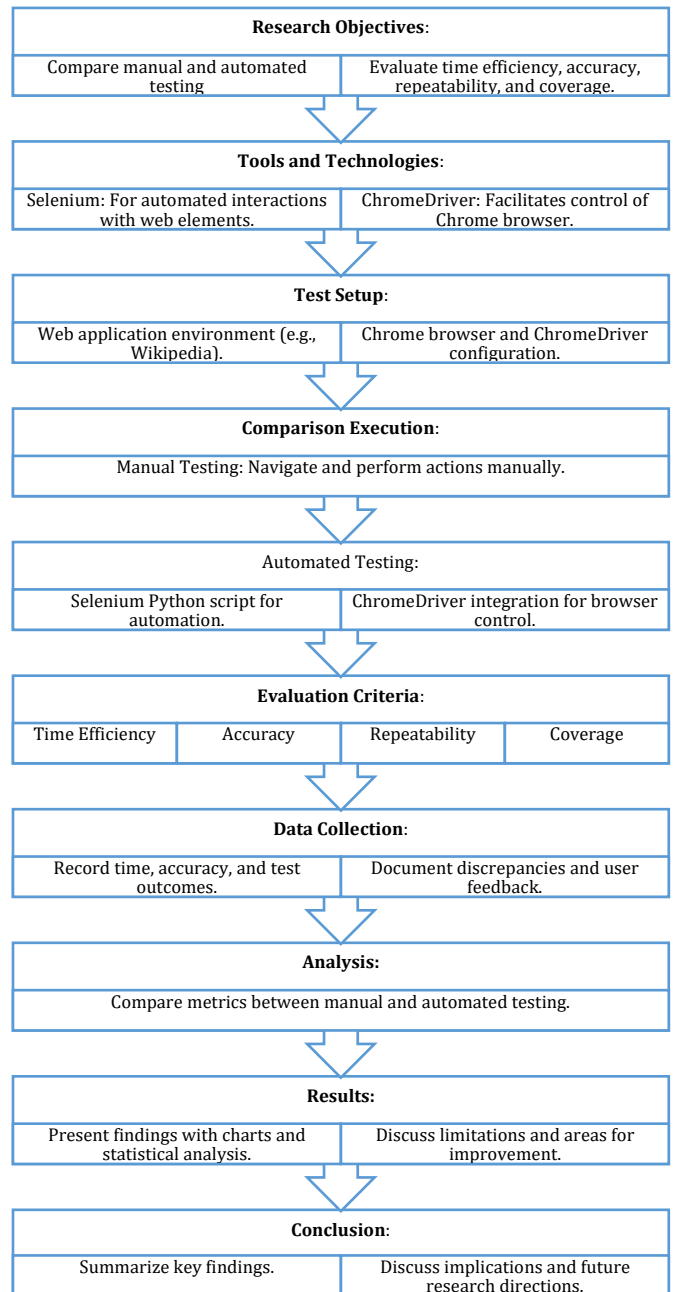 Research Objectives:
Compare manual and automated
testing
Evaluate time efficiency, accuracy,
repeatability, and coverage.
Tools and Technologies:
Selenium: For automated interactions
with web elements.
ChromeDriver: Facilitates control of
Chrome browser.
Test Setup:
Web application environment (e.g.,
Wikipedia).
Chrome browser and ChromeDriver
configuration.
Comparison Execution:
Manual Testing: Navigate and perform actions manually.
Automated Testing:
Selenium Python script for
automation.
ChromeDriver integration for browser
control.
Evaluation Criteria:
Time Efficiency
Accuracy
Repeatability
Coverage
Data Collection:
Record time, accuracy, and test
outcomes.
Document discrepancies and user
feedback.
Analysis:
Compare metrics between manual and automated testing.
Results:
Present findings with charts and
statistical analysis.
Discuss limitations and areas for
improvement.
Conclusion:
Summarize key findings.
Discuss implications and future
research directions.